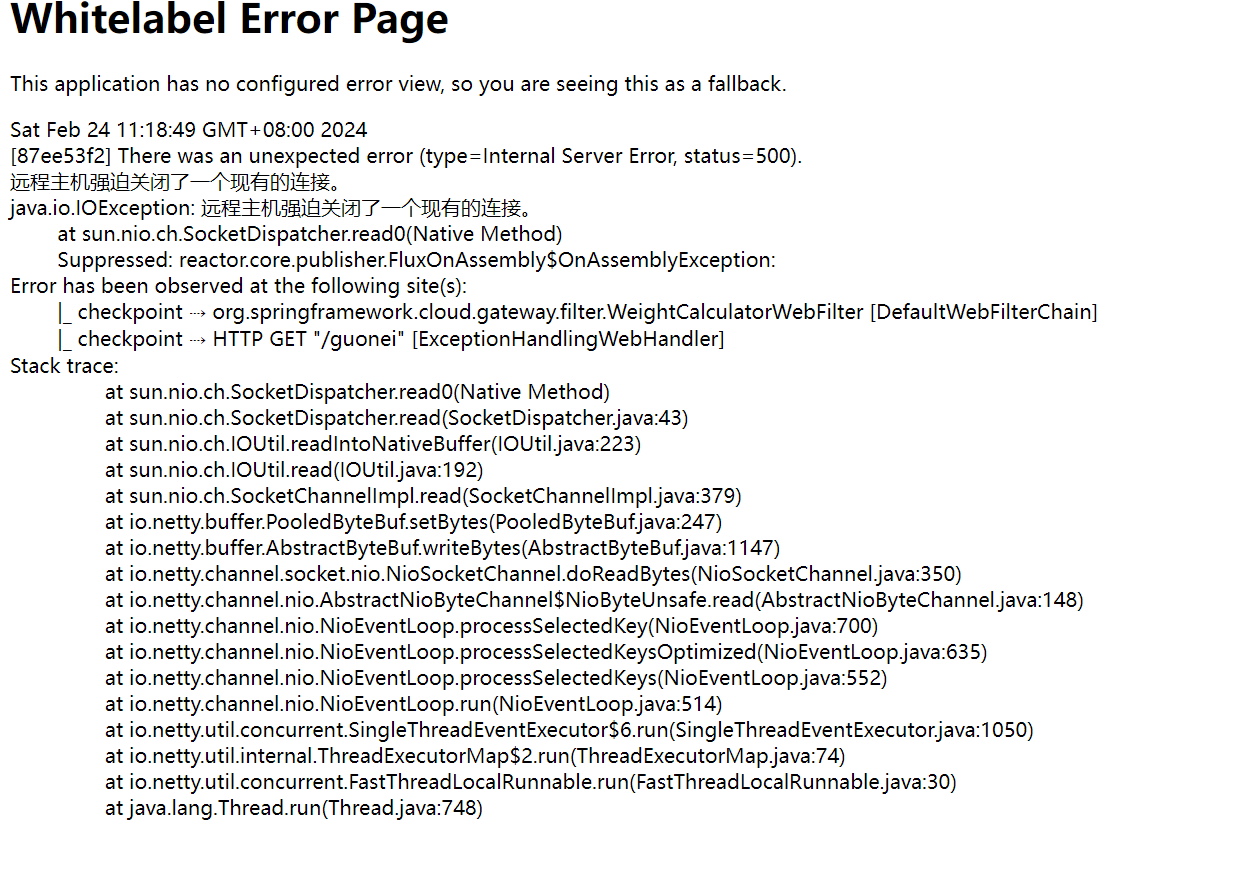 Whitelabel Error Page
This application has no configured error view, so you are seeing this as a fallback.
Sat Feb 24 11:18:49 GMT+08:00 2024
[87ee53f2] There was an unexpected error (type=Internal Server Error, status=500).
远程主机强迫关闭了一个现有的连接。
java.io.IOException: 远程主机强迫关闭了一个现有的连接。
at sun.nio.ch.SocketDispatcher.read0(Native Method)
Suppressed: reactor.core.publisher.FluxOnAssembly$OnAssemblyException:
Error has been observed at the following site(s):
|_ checkpoint ⇢ org.springframework.cloud.gateway.filter.WeightCalculatorWebFilter [DefaultWebFilterChain]
|_ checkpoint ⇢ HTTP GET "/guonei" [ExceptionHandlingWebHandler]
Stack trace:
at sun.nio.ch.SocketDispatcher.read0(Native Method)
at sun.nio.ch.SocketDispatcher.read(SocketDispatcher.java:43)
at sun.nio.ch.IOUtil.readIntoNativeBuffer(IOUtil.java:223)
at sun.nio.ch.IOUtil.read(IOUtil.java:192)
at sun.nio.ch.SocketChannelImpl.read(SocketChannelImpl.java:379)
at io.netty.buffer.PooledByteBuf.setBytes(PooledByteBuf.java:247)
at io.netty.buffer.AbstractByteBuf.writeBytes(AbstractByteBuf.java:1147)
at io.netty.channel.socket.nio.NioSocketChannel.doReadBytes(NioSocketChannel.java:350)
at io.netty.channel.nio.AbstractNioByteChannel$NioByteUnsafe.read(AbstractNioByteChannel.java:148)
at io.netty.channel.nio.NioEventLoop.processSelectedKey(NioEventLoop.java:700)
at io.netty.channel.nio.NioEventLoop.processSelectedKeysOptimized(NioEventLoop.java:635)
at io.netty.channel.nio.NioEventLoop.processSelectedKeys(NioEventLoop.java:552)
at io.netty.channel.nio.NioEventLoop.run(NioEventLoop.java:514)
at io.netty.util.concurrent.SingleThreadEventExecutor$6.run(SingleThreadEventExecutor.java:1050)
at io.netty.util.internal.ThreadExecutorMap$2.run(ThreadExecutorMap.java:74)
at io.netty.util.concurrent.FastThreadLocalRunnable.run(FastThreadLocalRunnable.java:30)
at java.lang.Thread.run(Thread.java:748)